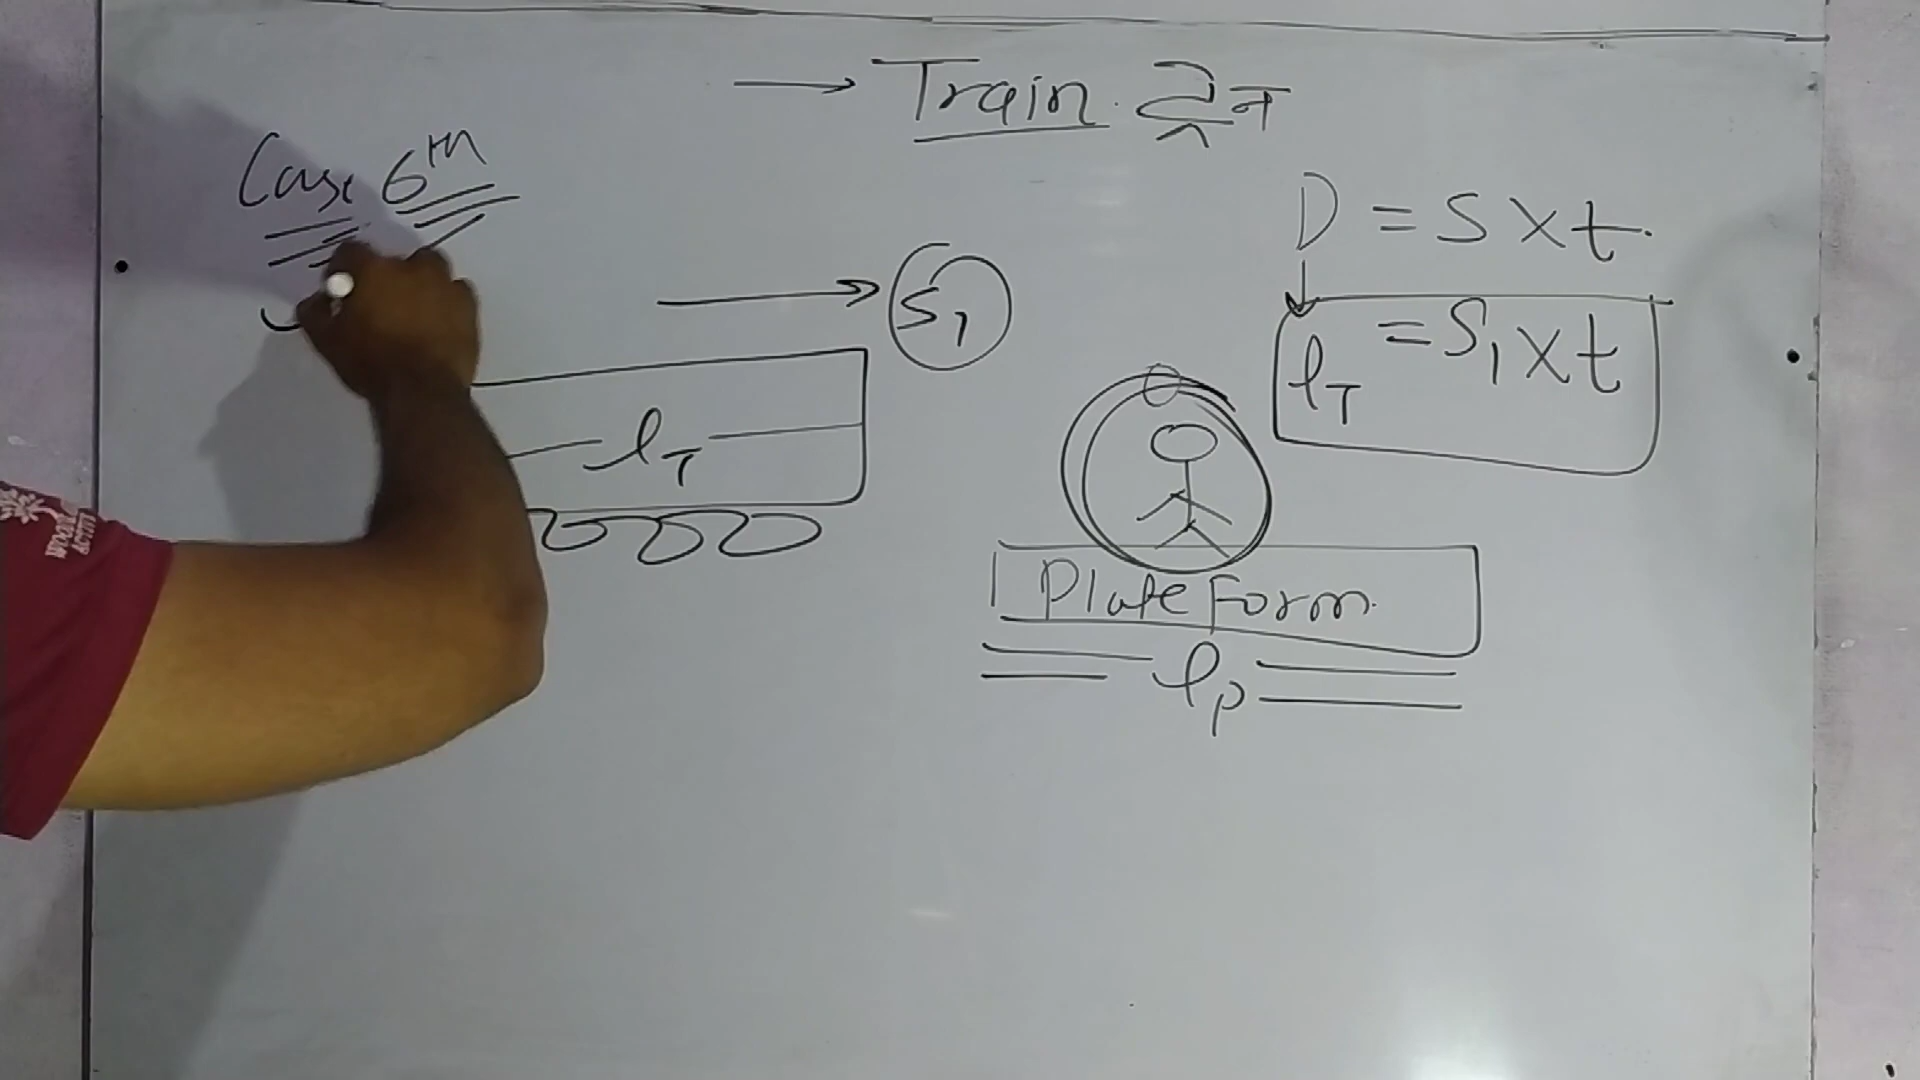 → Train ट्रेन
Case 6th
D = S x t
S1
lT = S1 x t
lT
PlateForm
lp